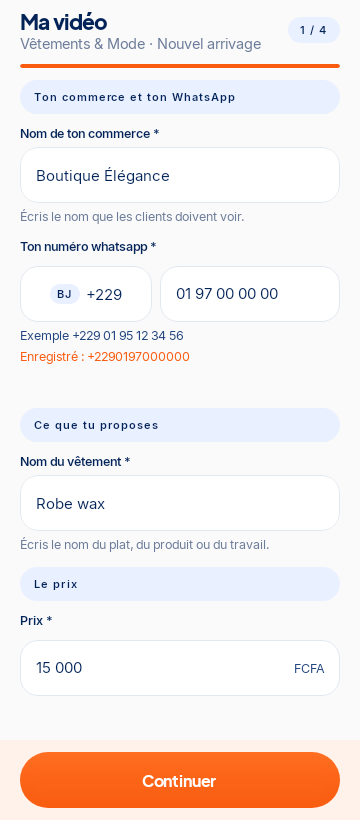 Ma vidéo
Vêtements & Mode · Nouvel arrivage
1 / 4
Ton commerce et ton WhatsApp
Nom de ton commerce *
Boutique Élégance
Écris le nom que les clients doivent voir.
Ton numéro whatsapp *
BJ +229
01 97 00 00 00
Exemple +229 01 95 12 34 56
Enregistré : +2290197000000
Ce que tu proposes
Nom du vêtement *
Robe wax
Écris le nom du plat, du produit ou du travail.
Le prix
Prix *
15 000 FCFA
Continuer